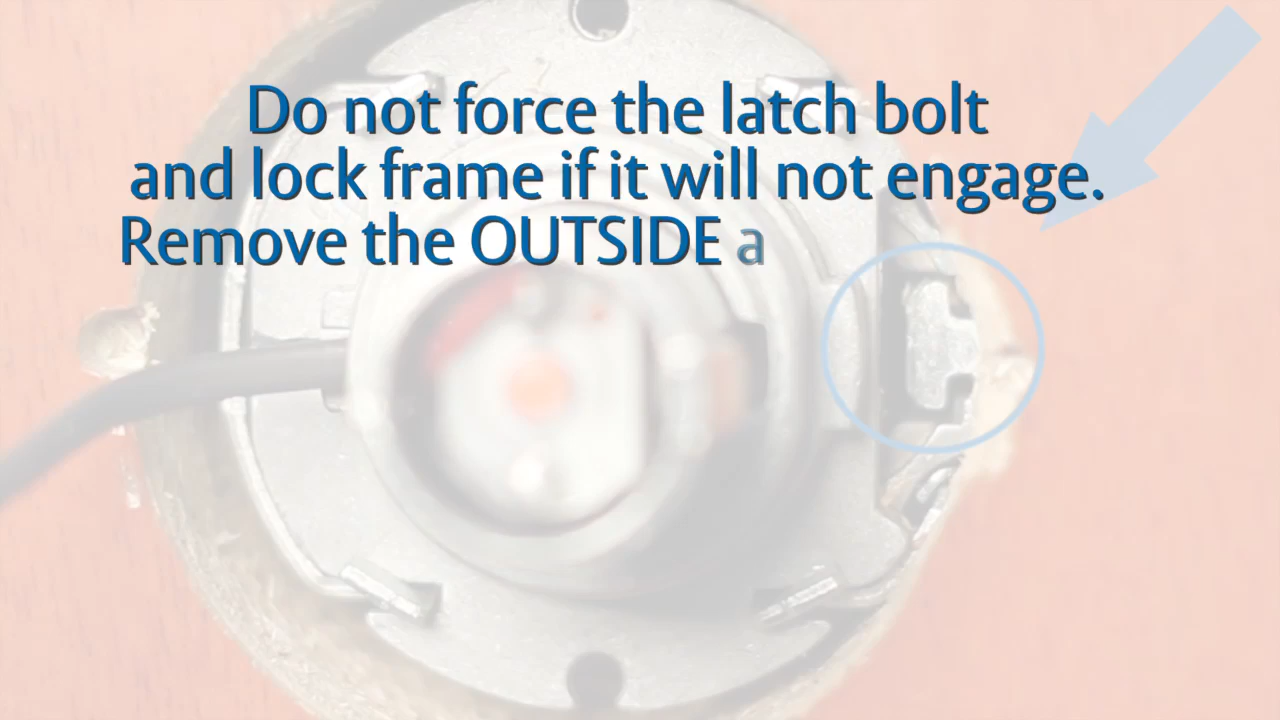 Do not force the latch bolt
and lock frame if it will not engage.
Remove the OUTSIDE a